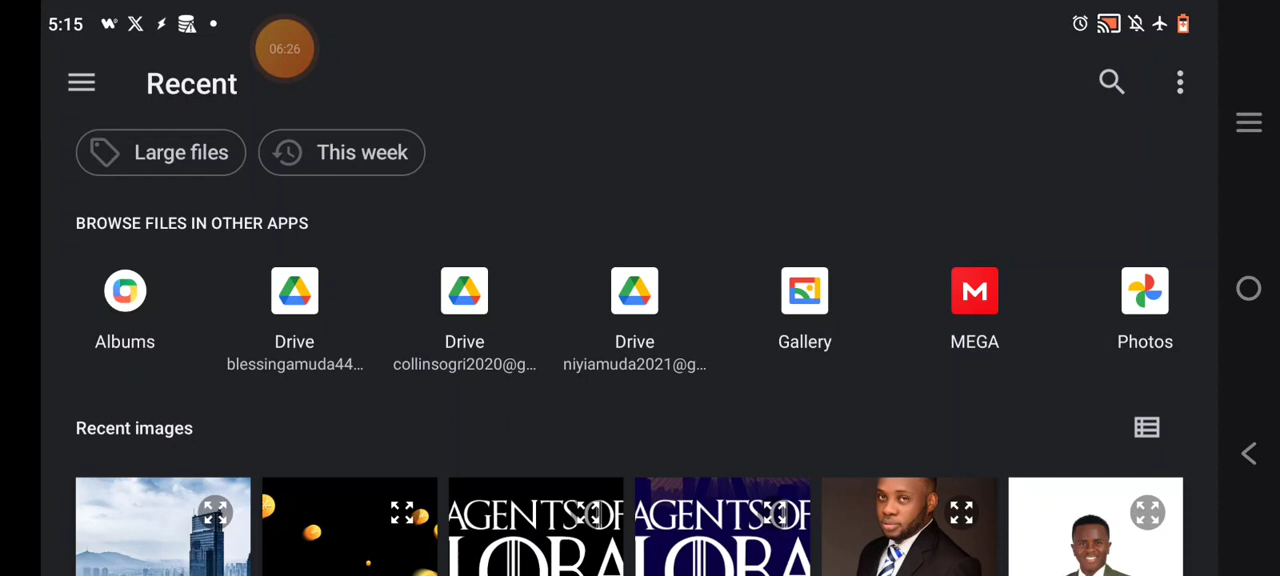 5:15
06:26
Recent
Large files
This week
BROWSE FILES IN OTHER APPS
Albums
Drive
blessingamuda44...
Drive
collinsogri2020@g...
Drive
niyiamuda2021@g...
Gallery
MEGA
Photos
Recent images
AGENTS OF
AGENTS OF